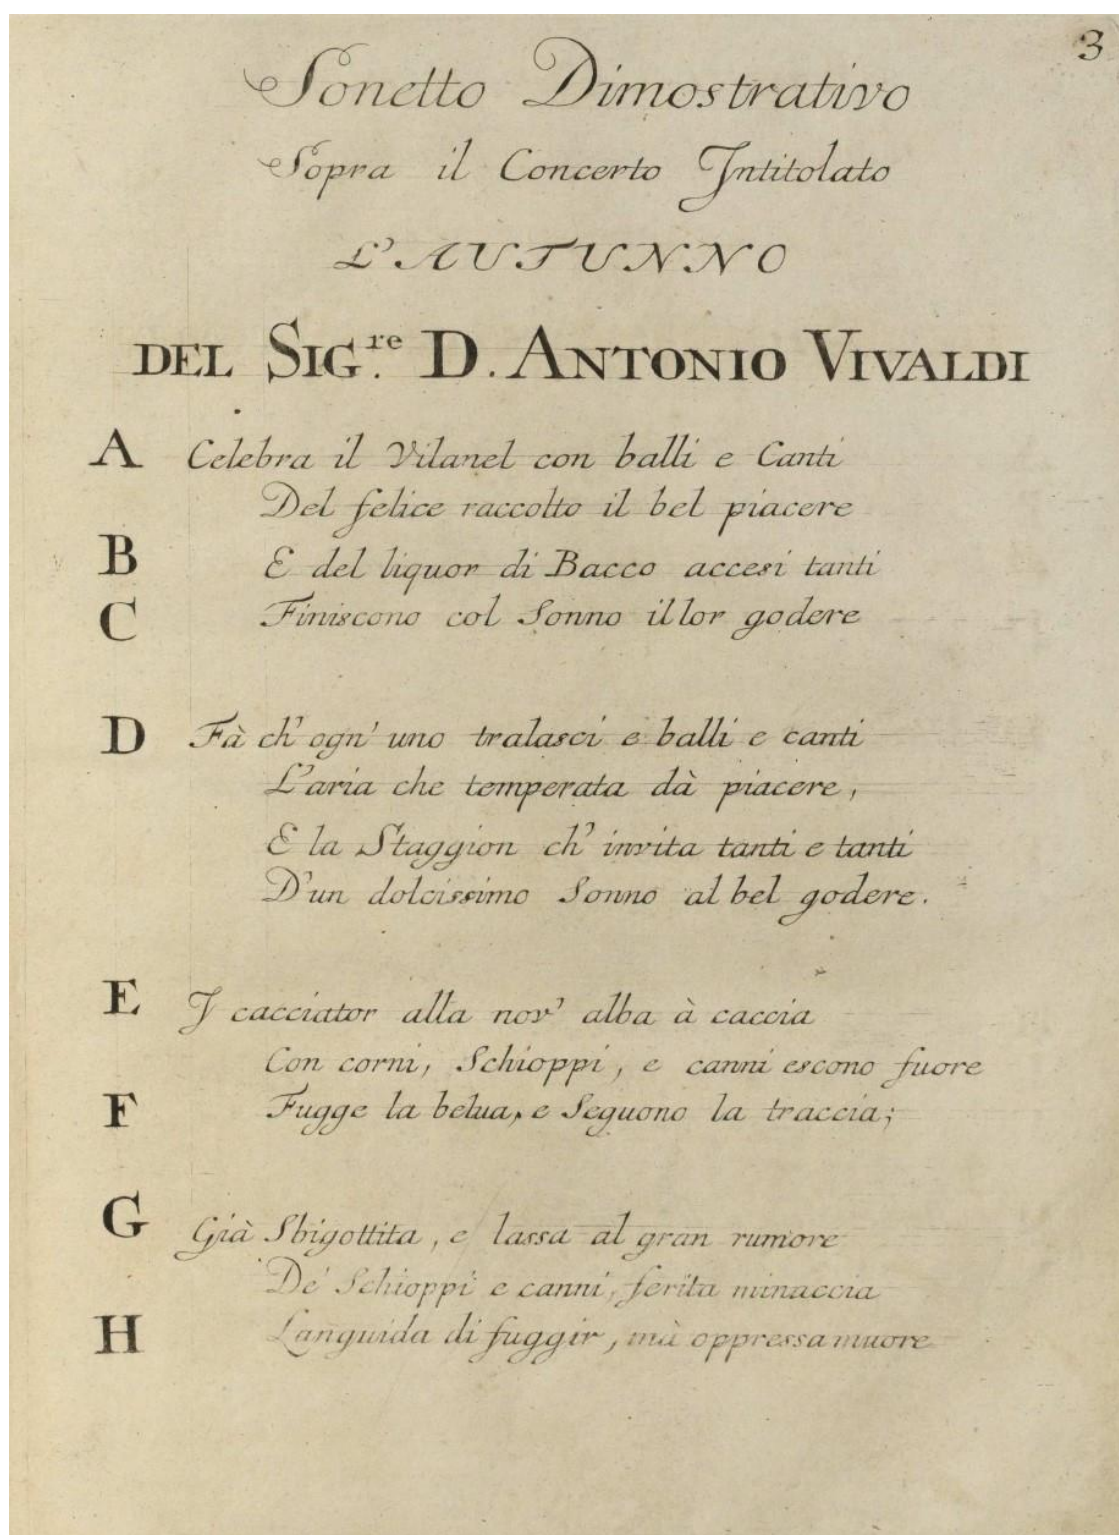 3
Sonetto Dimostrativo
Sopra il Concerto Intitolato
L'AUTUNNO
DEL SIG.re D. ANTONIO VIVALDI
A Celebra il Vilanel con balli e Canti
Del felice raccolto il bel piacere
B E del liquor di Bacco accesi tanti
C Finiscono col Sonno il lor godere
D Fà ch' ogn' uno tralasci e balli e canti
L'aria che temperata dà piacere,
E la Staggion ch' invita tanti e tanti
D'un dolcissimo Sonno al bel godere.
E I cacciator alla nov' alba à caccia
Con corni, Schioppi, e canni escono fuore
F Fugge la belua, e Seguono la traccia;
G Già Sbigottita, e lassa al gran rumore
De' Schioppi e canni, ferita minaccia
H Languida di fuggir, mà oppressa muore